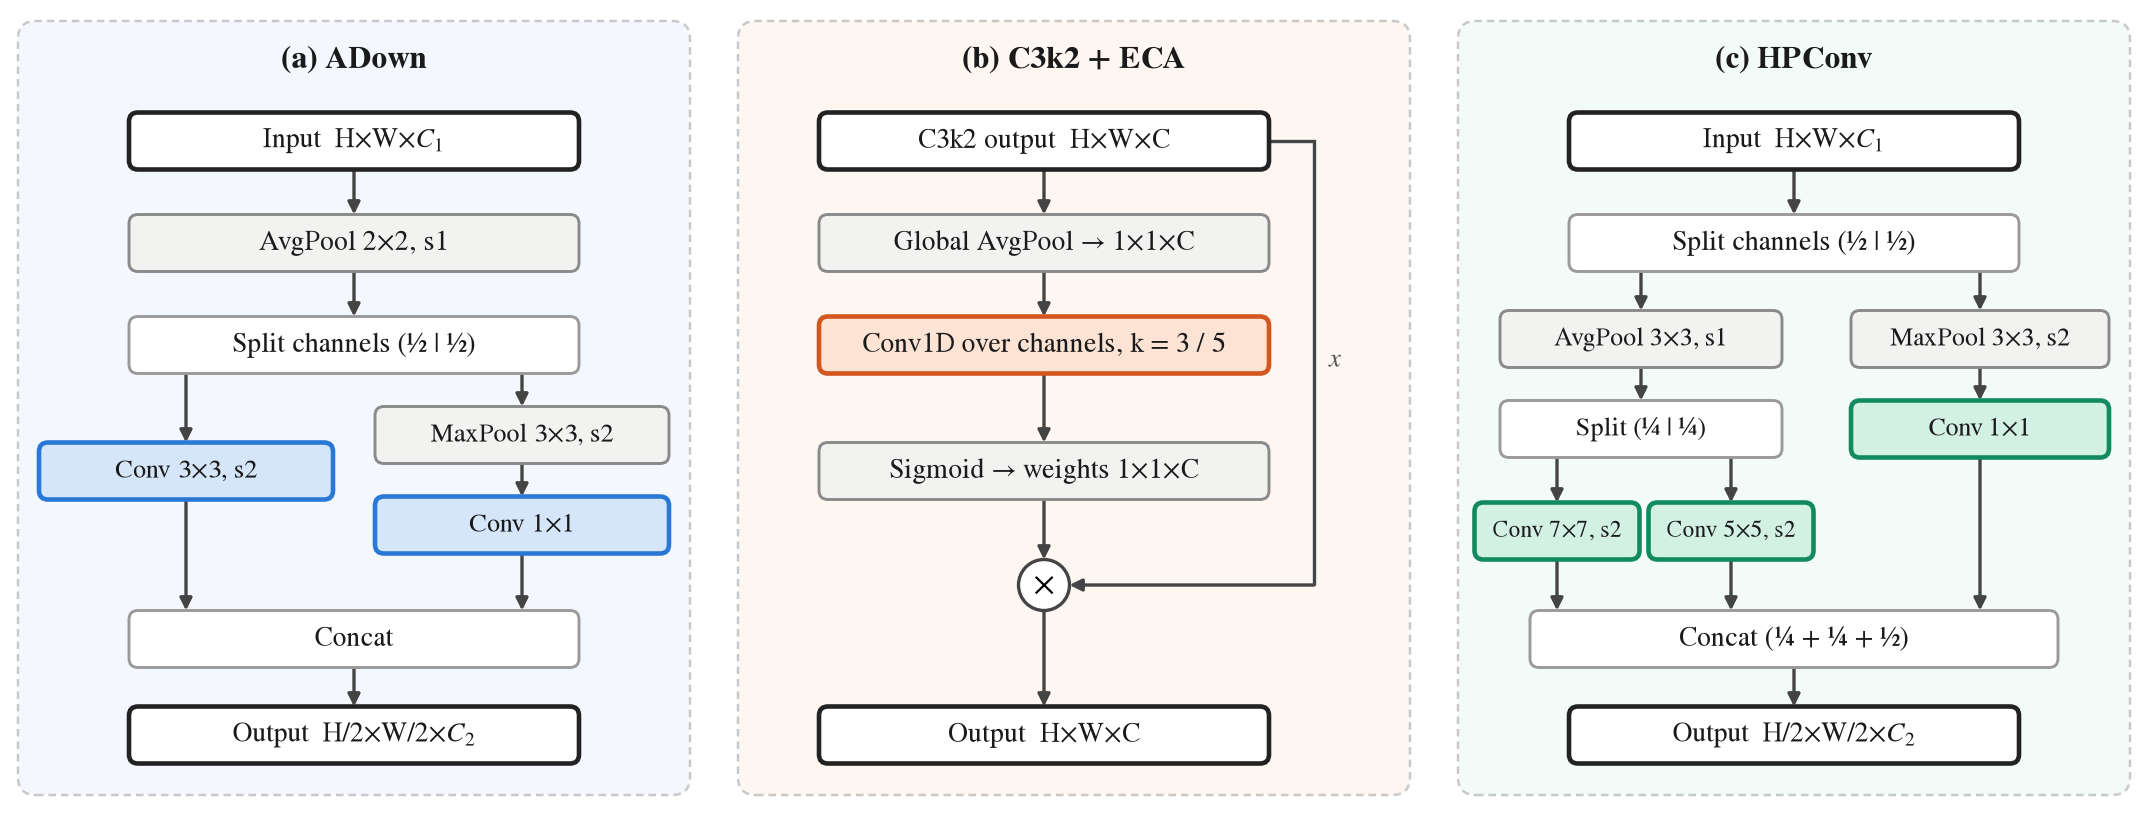 (a) ADown
Input H×W×C₁
AvgPool 2×2, s1
Split channels (½ | ½)
MaxPool 3×3, s2
Conv 3×3, s2
Conv 1×1
Concat
Output H/2×W/2×C₂
(b) C3k2 + ECA
C3k2 output H×W×C
Global AvgPool → 1×1×C
Conv1D over channels, k = 3 / 5
x
Sigmoid → weights 1×1×C
×
Output H×W×C
(c) HPConv
Input H×W×C₁
Split channels (½ | ½)
AvgPool 3×3, s1
MaxPool 3×3, s2
Split (¼ | ¼)
Conv 1×1
Conv 7×7, s2
Conv 5×5, s2
Concat (¼ + ¼ + ½)
Output H/2×W/2×C₂